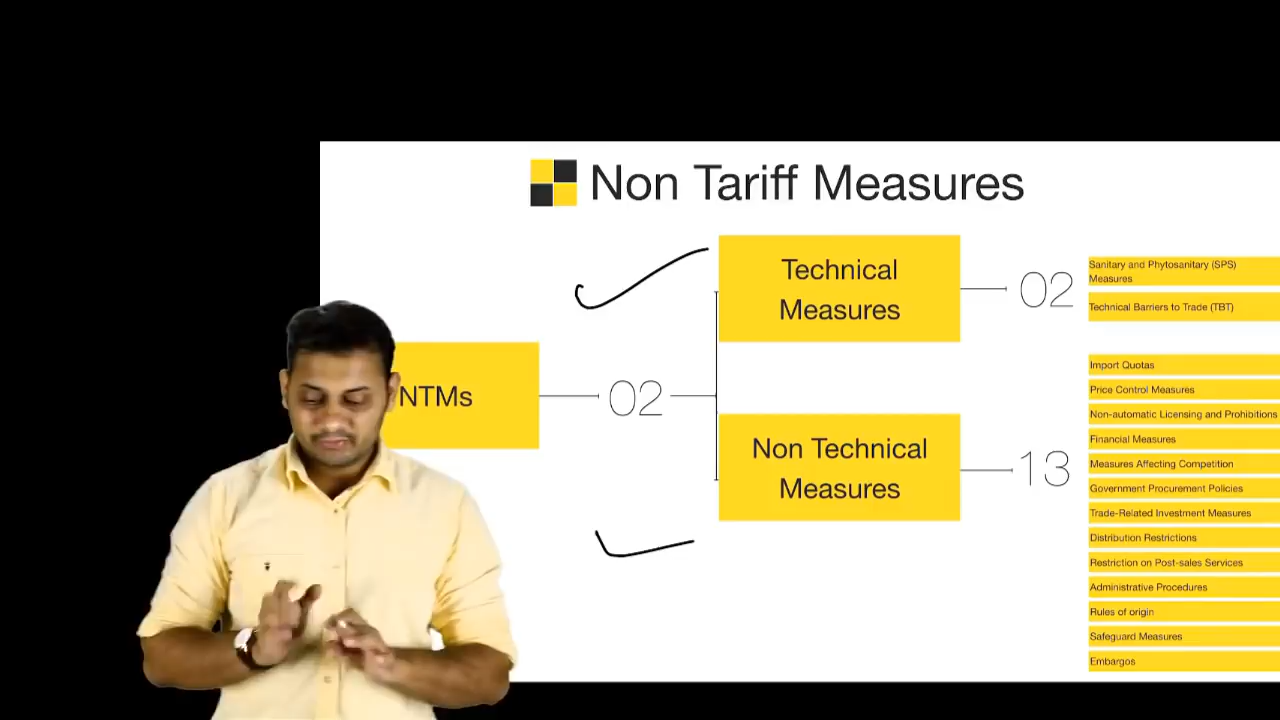 Non Tariff Measures
NTMs
02
Technical
Measures
02
Sanitary and Phytosanitary (SPS)
Measures
Technical Barriers to Trade (TBT)
Non Technical
Measures
13
Import Quotas
Price Control Measures
Non-automatic Licensing and Prohibitions
Financial Measures
Measures Affecting Competition
Government Procurement Policies
Trade-Related Investment Measures
Distribution Restrictions
Restriction on Post-sales Services
Administrative Procedures
Rules of origin
Safeguard Measures
Embargos